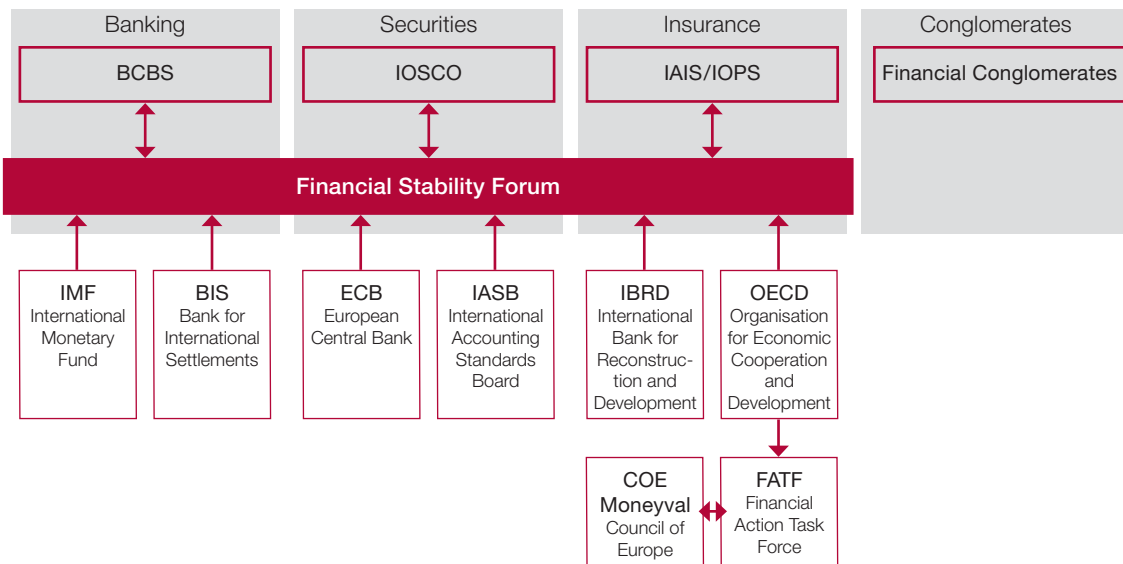 Banking
Securities
Insurance
Conglomerates
BCBS
IOSCO
IAIS/IOPS
Financial Conglomerates
Financial Stability Forum
IMF
International
Monetary
Fund
BIS
Bank for
International
Settlements
ECB
European
Central Bank
IASB
International
Accounting
Standards
Board
IBRD
International
Bank for
Reconstruc-
tion and
Development
OECD
Organisation
for Economic
Cooperation
and
Development
COE
Moneyval
Council of
Europe
FATF
Financial
Action Task
Force